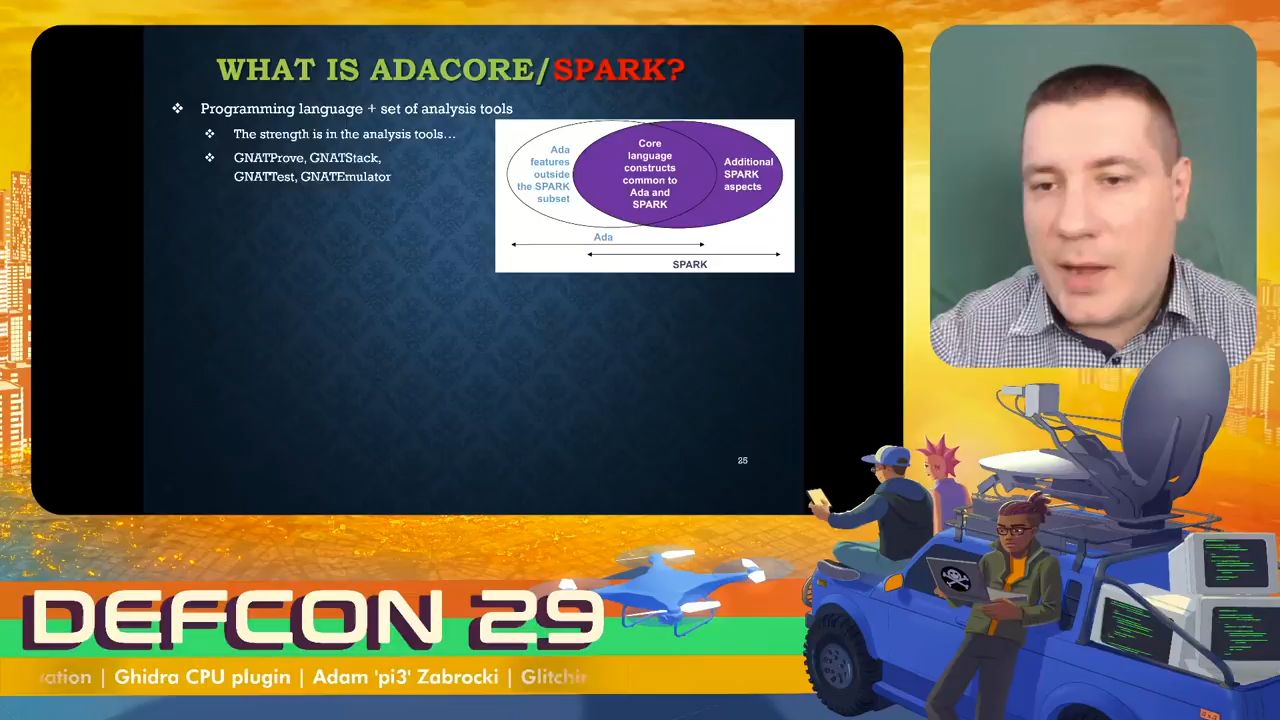 WHAT IS ADACORE/SPARK?
Programming language + set of analysis tools
The strength is in the analysis tools...
GNATProve, GNATStack,
GNATTest, GNATEmulator
Ada
features
outside
the SPARK
subset
Core
language
constructs
common to
Ada and
SPARK
Additional
SPARK
aspects
Ada
SPARK
25
DEFCON 29
ation | Ghidra CPU plugin | Adam 'pi3' Zabrocki | Glitchin